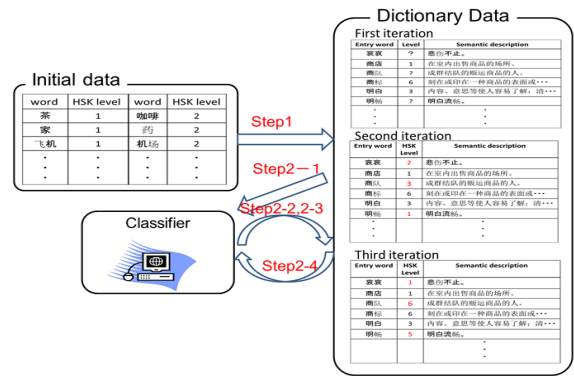 Dictionary Data
First iteration
Entry word Level Semantic description
哀哀 ? 悲伤不止。
商店 1 在室内出售商品的场所。
商队 ? 成群结队的贩运商品的人。
商标 6 刻在或印在一种商品的表面或···
明白 3 内容、意思等使人容易了解；清···
明畅 ? 明白流畅。
Initial data
word HSK level word HSK level
茶 1 咖啡 2
家 1 药 2
飞机 1 机场 2
Step1
Second iteration
Entry word HSK Level Semantic description
哀哀 2 悲伤不止。
商店 1 在室内出售商品的场所。
商队 3 成群结队的贩运商品的人。
商标 6 刻在或印在一种商品的表面或···
明白 3 内容、意思等使人容易了解；清···
明畅 1 明白流畅。
Step2－1
Step2-2,2-3
Classifier
Step2-4
Third iteration
Entry word HSK Level Semantic description
哀哀 1 悲伤不止。
商店 1 在室内出售商品的场所。
商队 6 成群结队的贩运商品的人。
商标 6 刻在或印在一种商品的表面或···
明白 3 内容、意思等使人容易了解；清···
明畅 5 明白流畅。